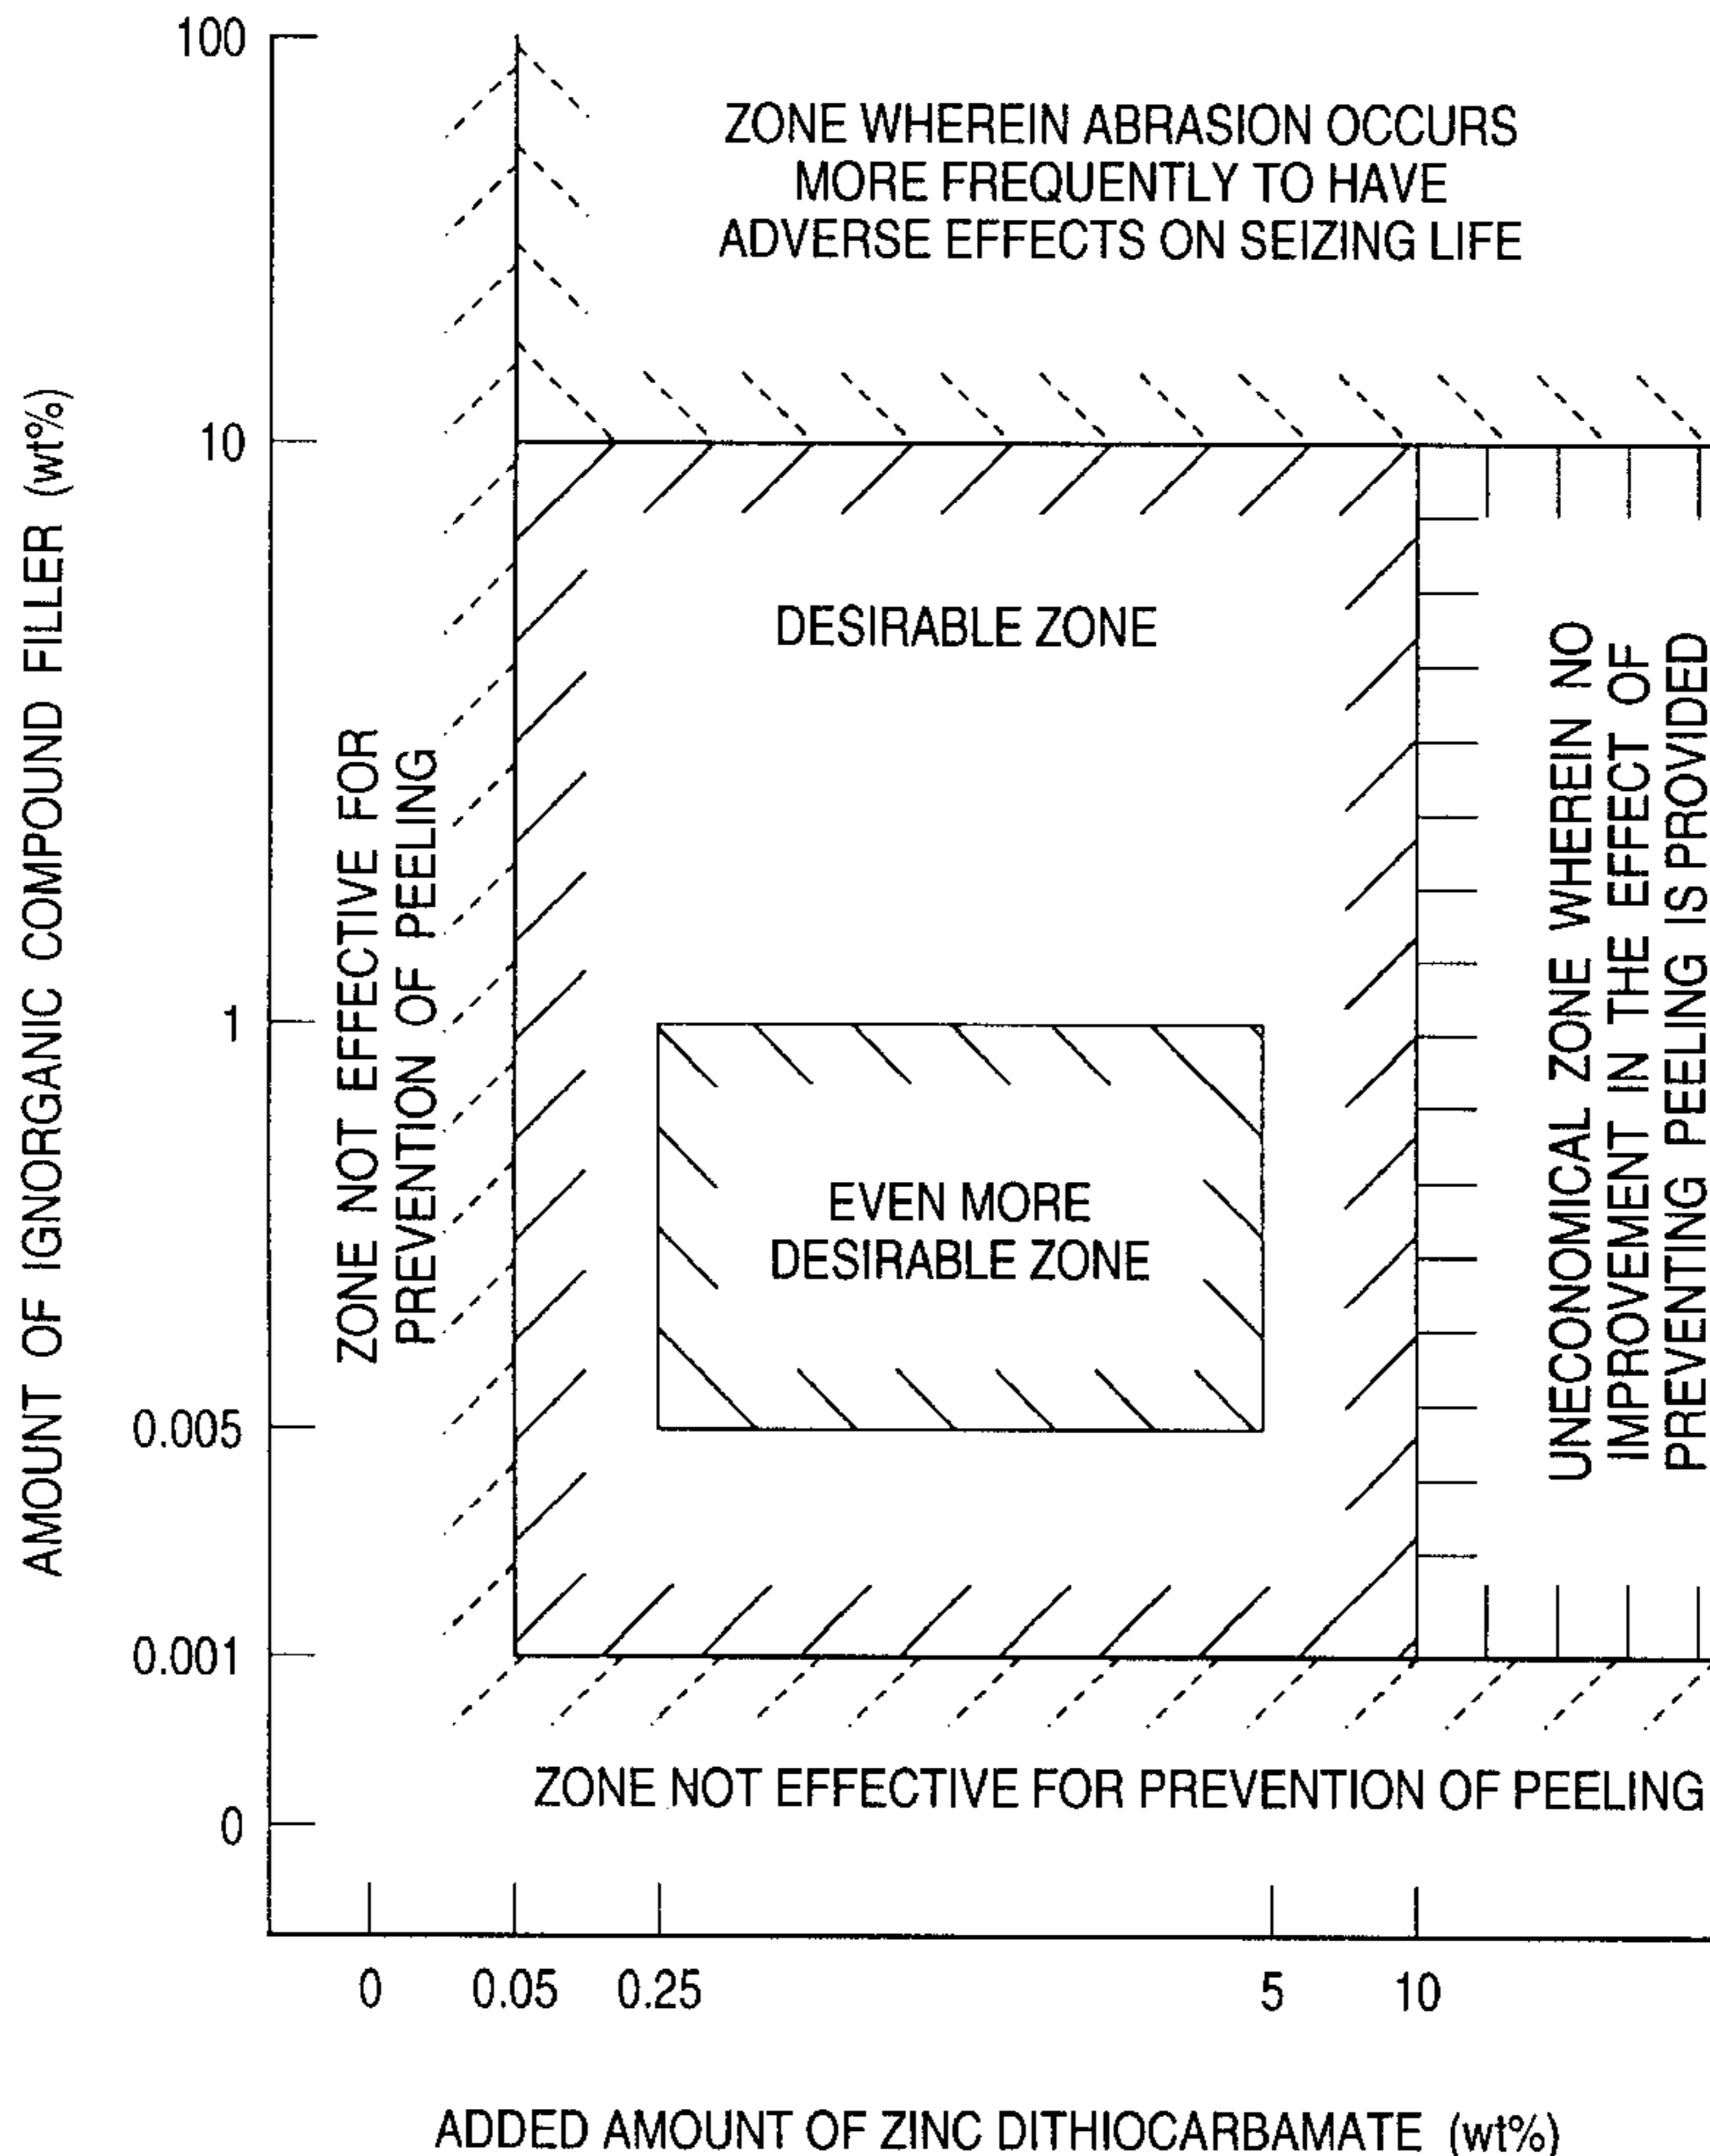 100
10
1
0.005
0.001
0
AMOUNT OF IGNORGANIC COMPOUND FILLER (wt%)
ZONE WHEREIN ABRASION OCCURS
MORE FREQUENTLY TO HAVE
ADVERSE EFFECTS ON SEIZING LIFE
ZONE NOT EFFECTIVE FOR
PREVENTION OF PEELING
DESIRABLE ZONE
EVEN MORE
DESIRABLE ZONE
UNECONOMICAL ZONE WHEREIN NO
IMPROVEMENT IN THE EFFECT OF
PREVENTING PEELING IS PROVIDED
ZONE NOT EFFECTIVE FOR PREVENTION OF PEELING
0
0.05
0.25
5
10
ADDED AMOUNT OF ZINC DITHIOCARBAMATE (wt%)